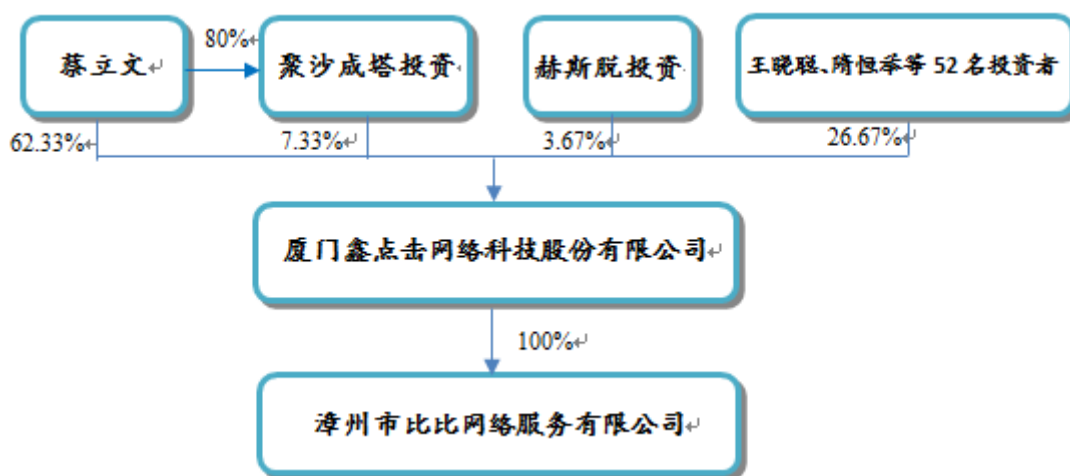 80%
蔡立文
聚沙成塔投资
赫斯脱投资
王晓聪、隋恒举等 52 名投资者
62.33%
7.33%
3.67%
26.67%
厦门鑫点击网络科技股份有限公司
100%
漳州市比比网络服务有限公司